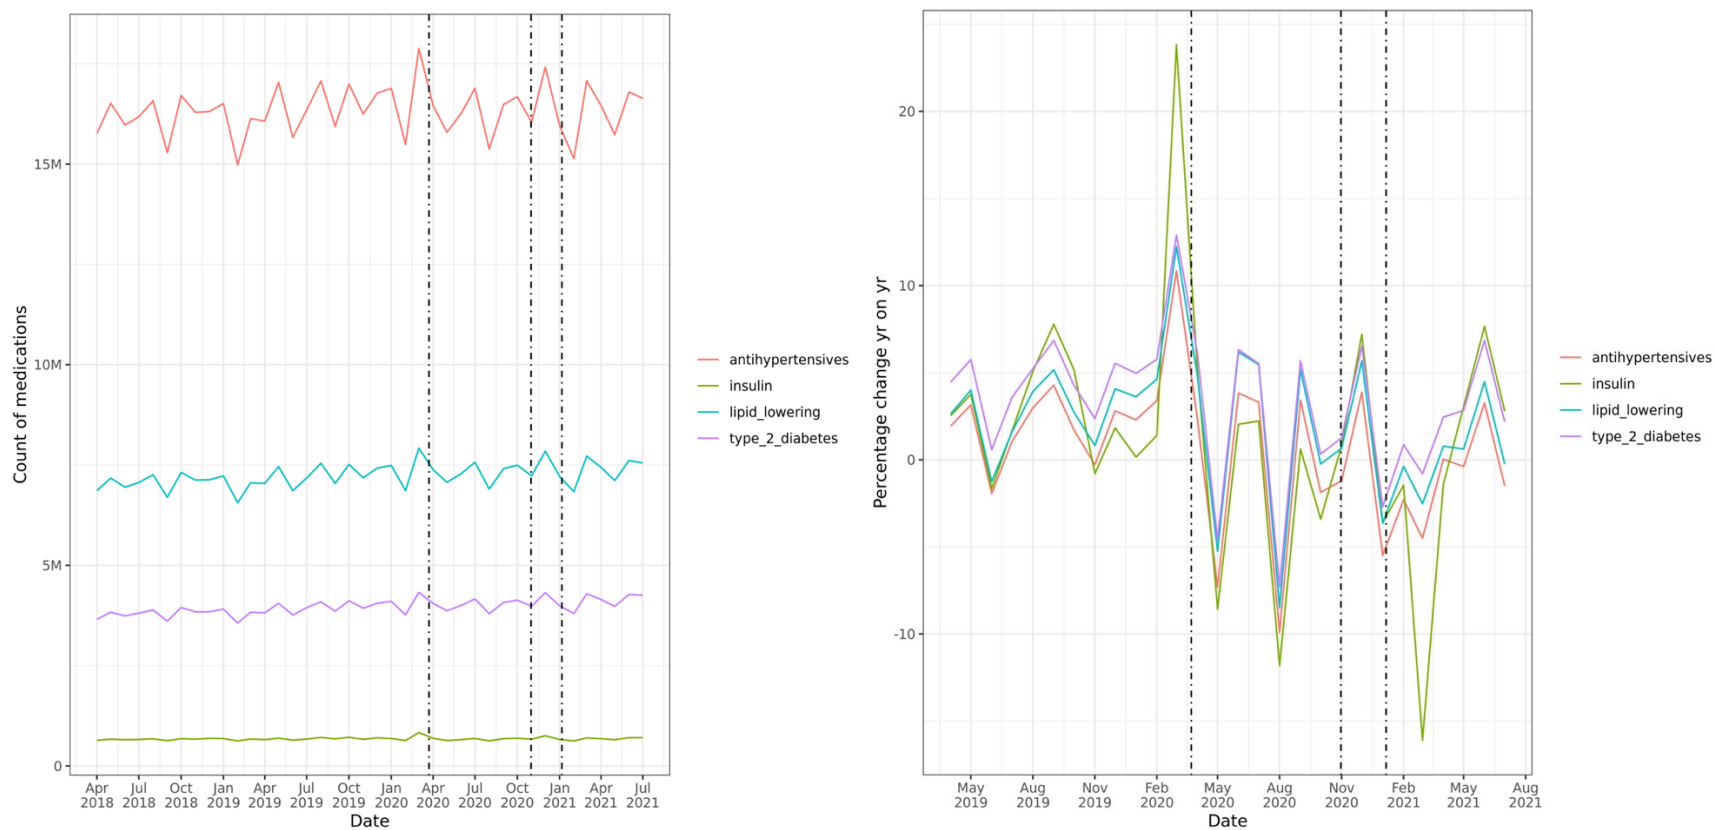 Count of medications
15M
10M
5M
0
Apr Jul Oct Jan Apr Jul Oct Jan Apr Jul Oct Jan Apr Jul
2018 2018 2018 2019 2019 2019 2019 2020 2020 2020 2020 2021 2021 2021
Date
antihypertensives
insulin
lipid_lowering
type_2_diabetes
Percentage change yr on yr
20
10
0
-10
May Aug Nov Feb May Aug Nov Feb May Aug
2019 2019 2019 2020 2020 2020 2020 2021 2021 2021
Date
antihypertensives
insulin
lipid_lowering
type_2_diabetes